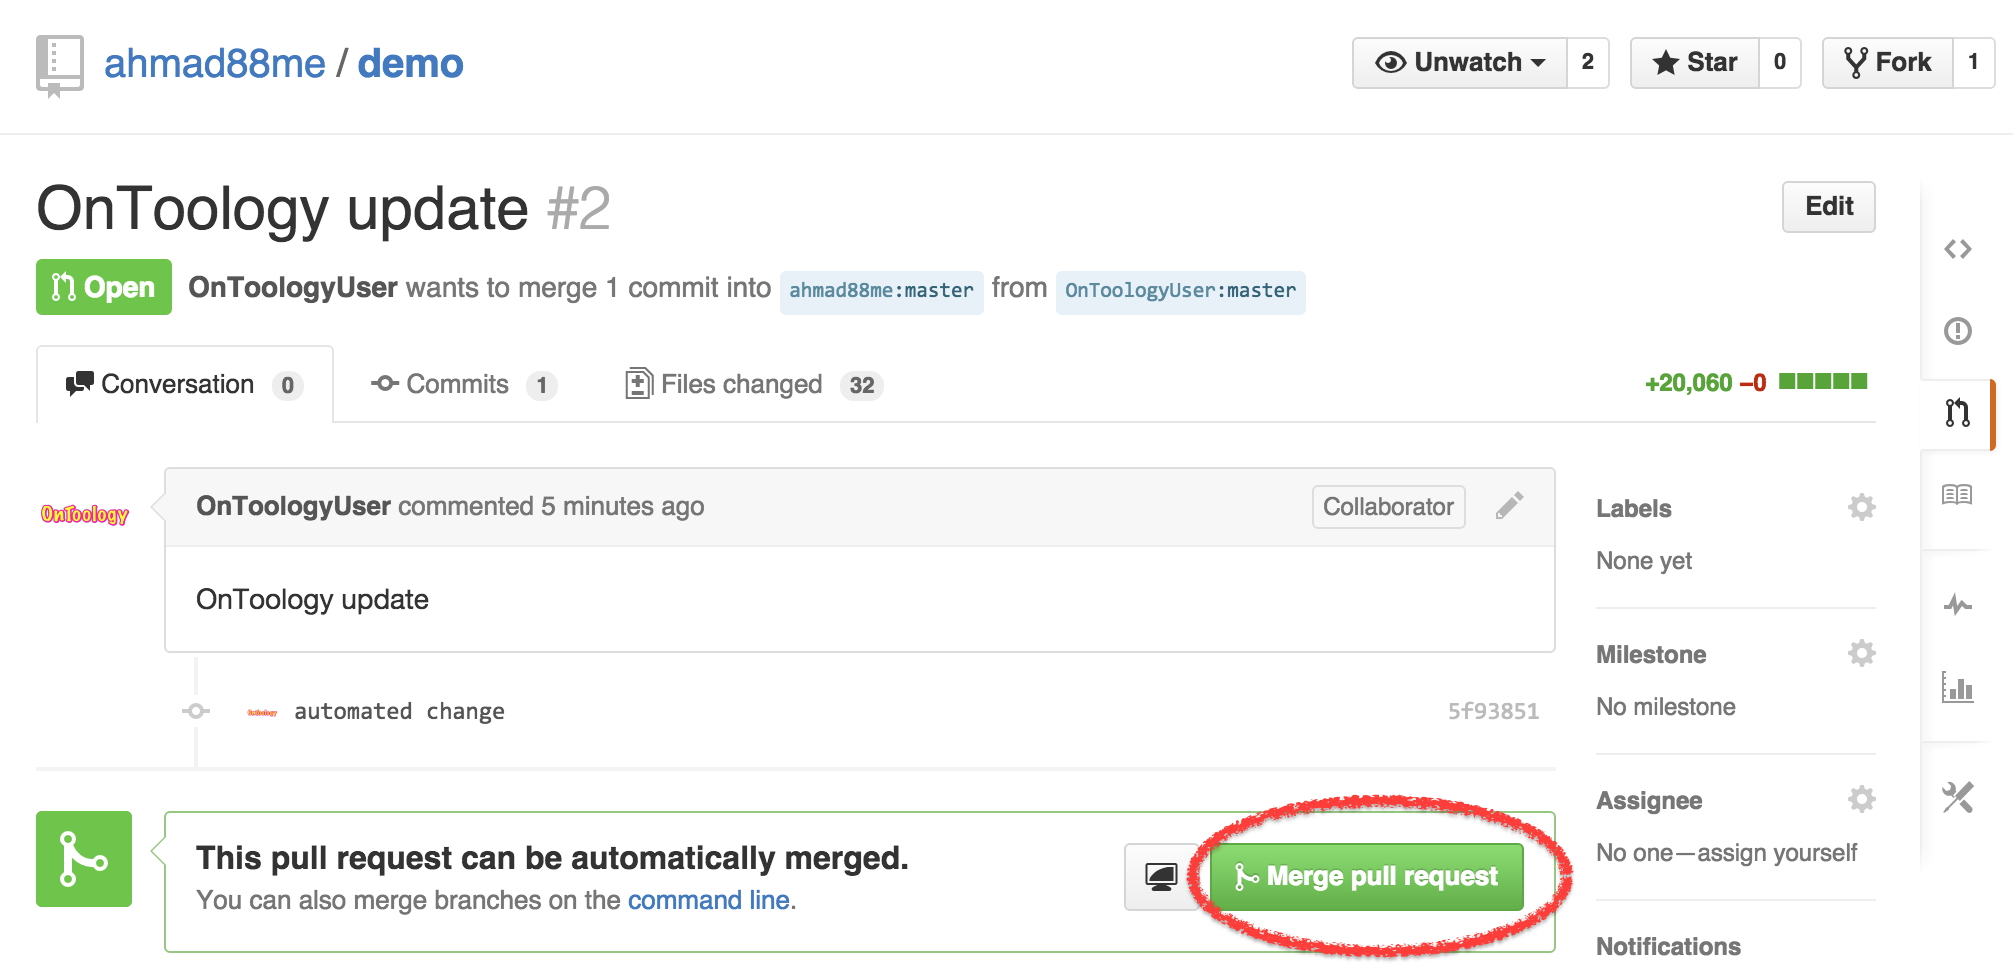 ahmad88me / demo
Unwatch 2 Star 0 Fork 1
OnToology update #2
Edit
Open OnToologyUser wants to merge 1 commit into ahmad88me:master from OnToologyUser:master
Conversation 0 Commits 1 Files changed 32 +20,060 −0
OnToology
OnToologyUser commented 5 minutes ago Collaborator
OnToology update
OnToology automated change 5f93851
This pull request can be automatically merged.
You can also merge branches on the command line.
Merge pull request
Labels
None yet
Milestone
No milestone
Assignee
No one—assign yourself
Notifications